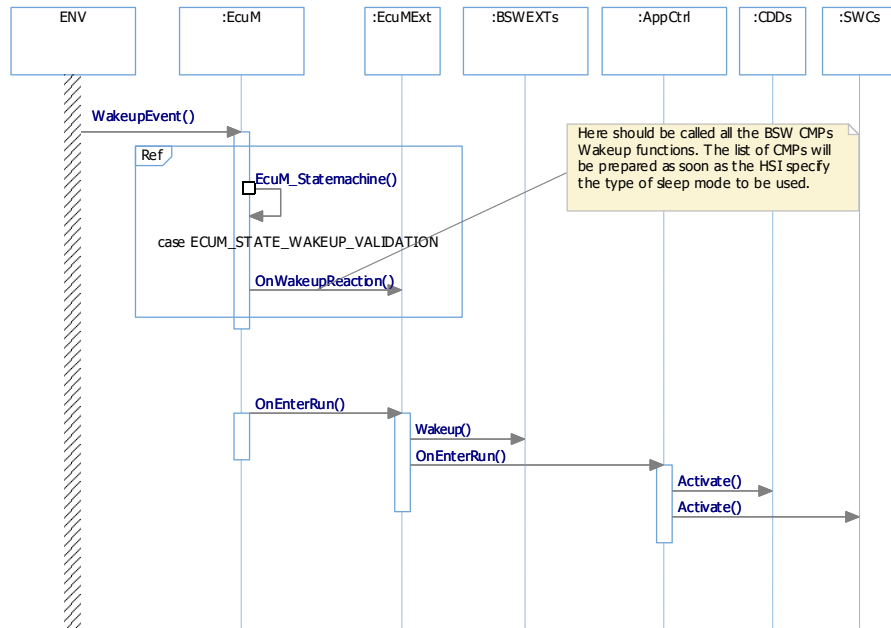 ENV
:EcuM
:EcuMExt
:BSWEXTs
:AppCtrl
:CDDs
:SWCs
WakeupEvent()
Here should be called all the BSW CMPs
Wakeup functions. The list of CMPs will
be prepared as soon as the HSI specify
the type of sleep mode to be used.
Ref
EcuM_Statemachine()
case ECUM_STATE_WAKEUP_VALIDATION
OnWakeupReaction()
OnEnterRun()
Wakeup()
OnEnterRun()
Activate()
Activate()